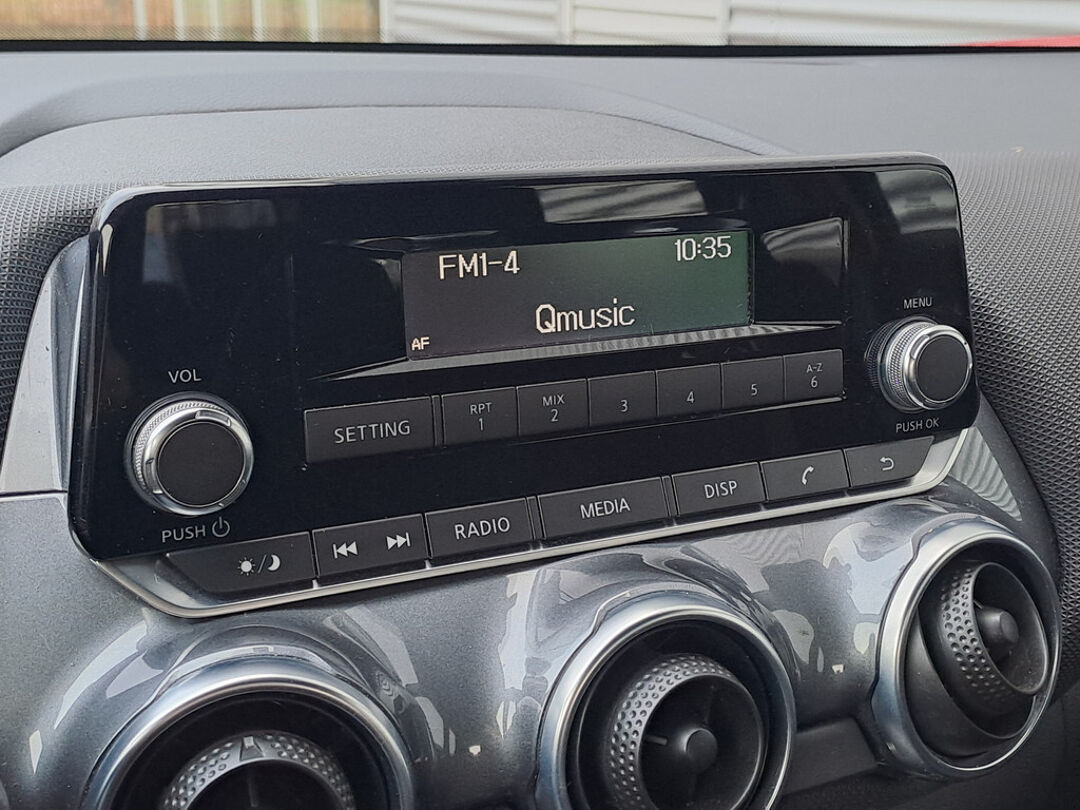 FM1-4 10:35
Qmusic
AF
MENU
VOL
SETTING
RPT 1
MIX 2
3
4
5
A-Z 6
PUSH OK
PUSH
RADIO
MEDIA
DISP